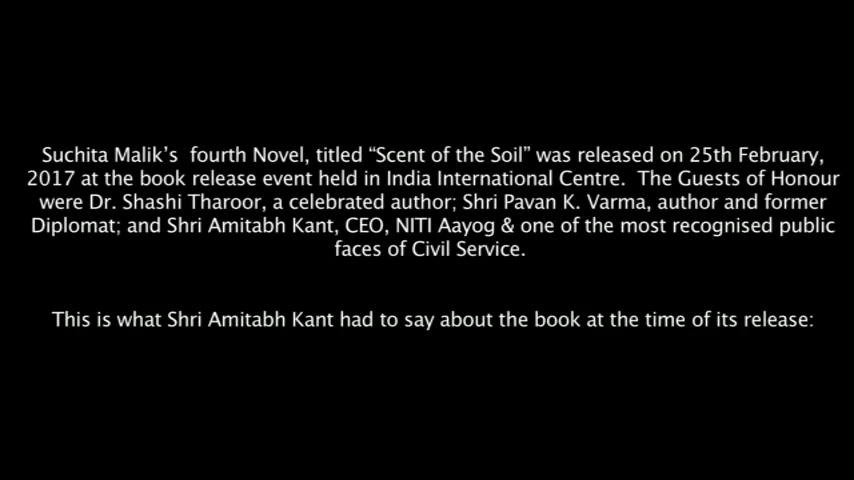 Suchita Malik’s  fourth Novel, titled “Scent of the Soil” was released on 25th February,
2017 at the book release event held in India International Centre.  The Guests of Honour
were Dr. Shashi Tharoor, a celebrated author; Shri Pavan K. Varma, author and former
Diplomat; and Shri Amitabh Kant, CEO, NITI Aayog & one of the most recognised public
faces of Civil Service.
This is what Shri Amitabh Kant had to say about the book at the time of its release: